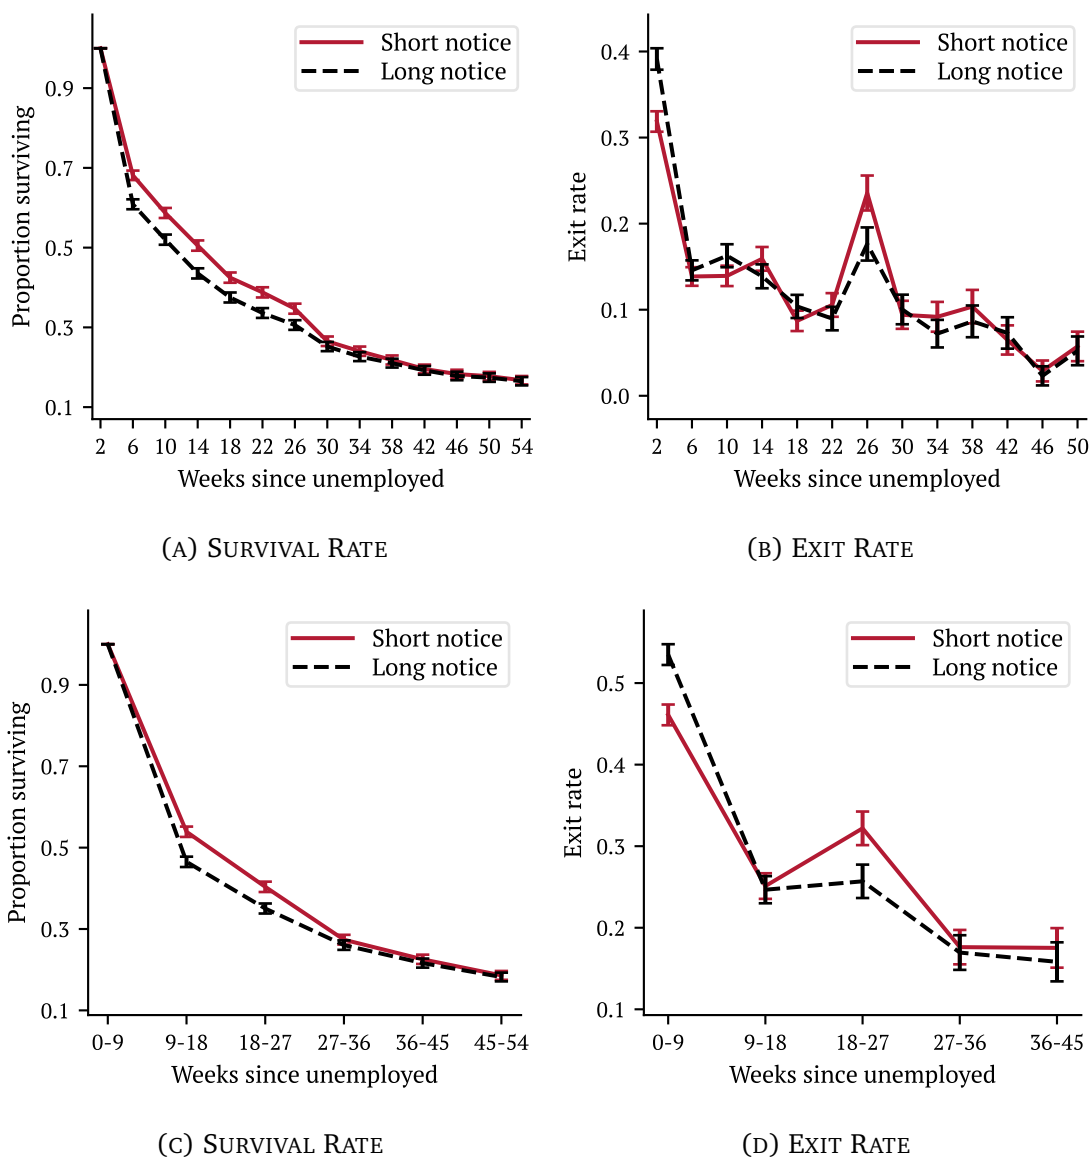 Short notice
Long notice
Proportion surviving
0.9
0.7
0.5
0.3
0.1
2 6 10 14 18 22 26 30 34 38 42 46 50 54
Weeks since unemployed
(A) SURVIVAL RATE
Short notice
Long notice
Exit rate
0.4
0.3
0.2
0.1
0.0
2 6 10 14 18 22 26 30 34 38 42 46 50
Weeks since unemployed
(B) EXIT RATE
Short notice
Long notice
Proportion surviving
0.9
0.7
0.5
0.3
0.1
0-9 9-18 18-27 27-36 36-45 45-54
Weeks since unemployed
(C) SURVIVAL RATE
Short notice
Long notice
Exit rate
0.5
0.4
0.3
0.2
0.1
0-9 9-18 18-27 27-36 36-45
Weeks since unemployed
(D) EXIT RATE